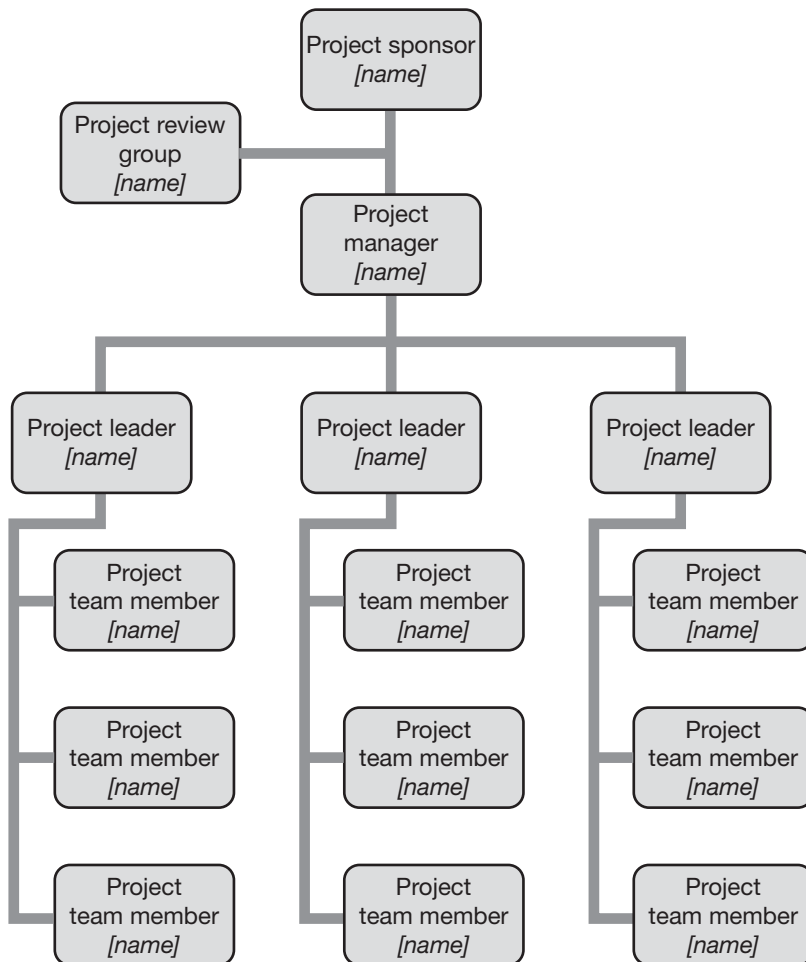 Project sponsor
[name]
Project review
group
[name]
Project
manager
[name]
Project leader
[name]
Project leader
[name]
Project leader
[name]
Project
team member
[name]
Project
team member
[name]
Project
team member
[name]
Project
team member
[name]
Project
team member
[name]
Project
team member
[name]
Project
team member
[name]
Project
team member
[name]
Project
team member
[name]